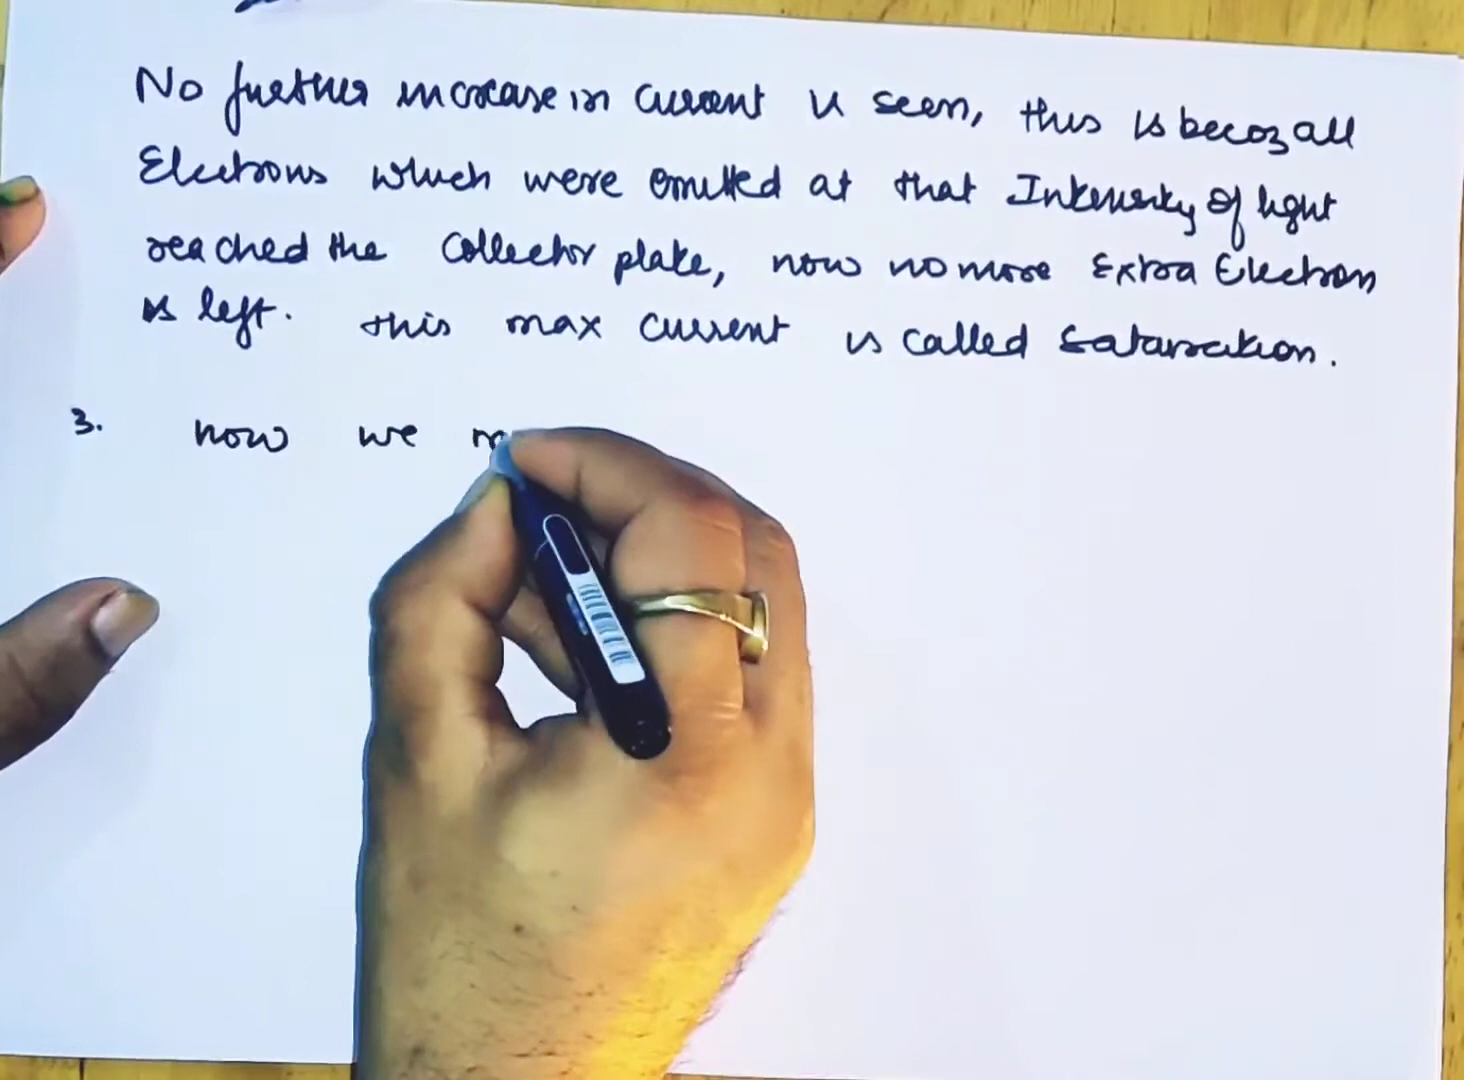 No further increase in current is seen, this is becoz all
Electrons which were emitted at that Intensity of light
reached the collector plate, now no more Extra Electron
is left. this max current is called Saturation.
3. now we